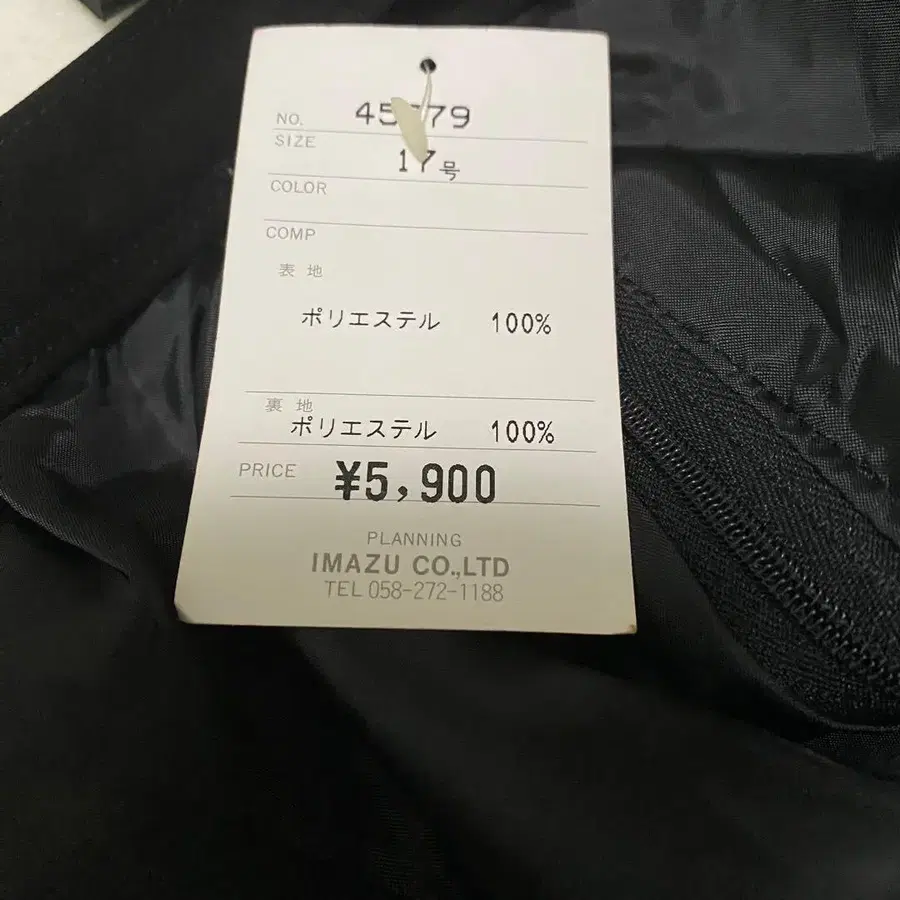 NO.
SIZE 17号
COLOR
COMP
表 地
ポリエステル 100%
裏 地
ポリエステル 100%
PRICE ¥5,900
PLANNING
IMAZU CO.,LTD
TEL 058-272-1188